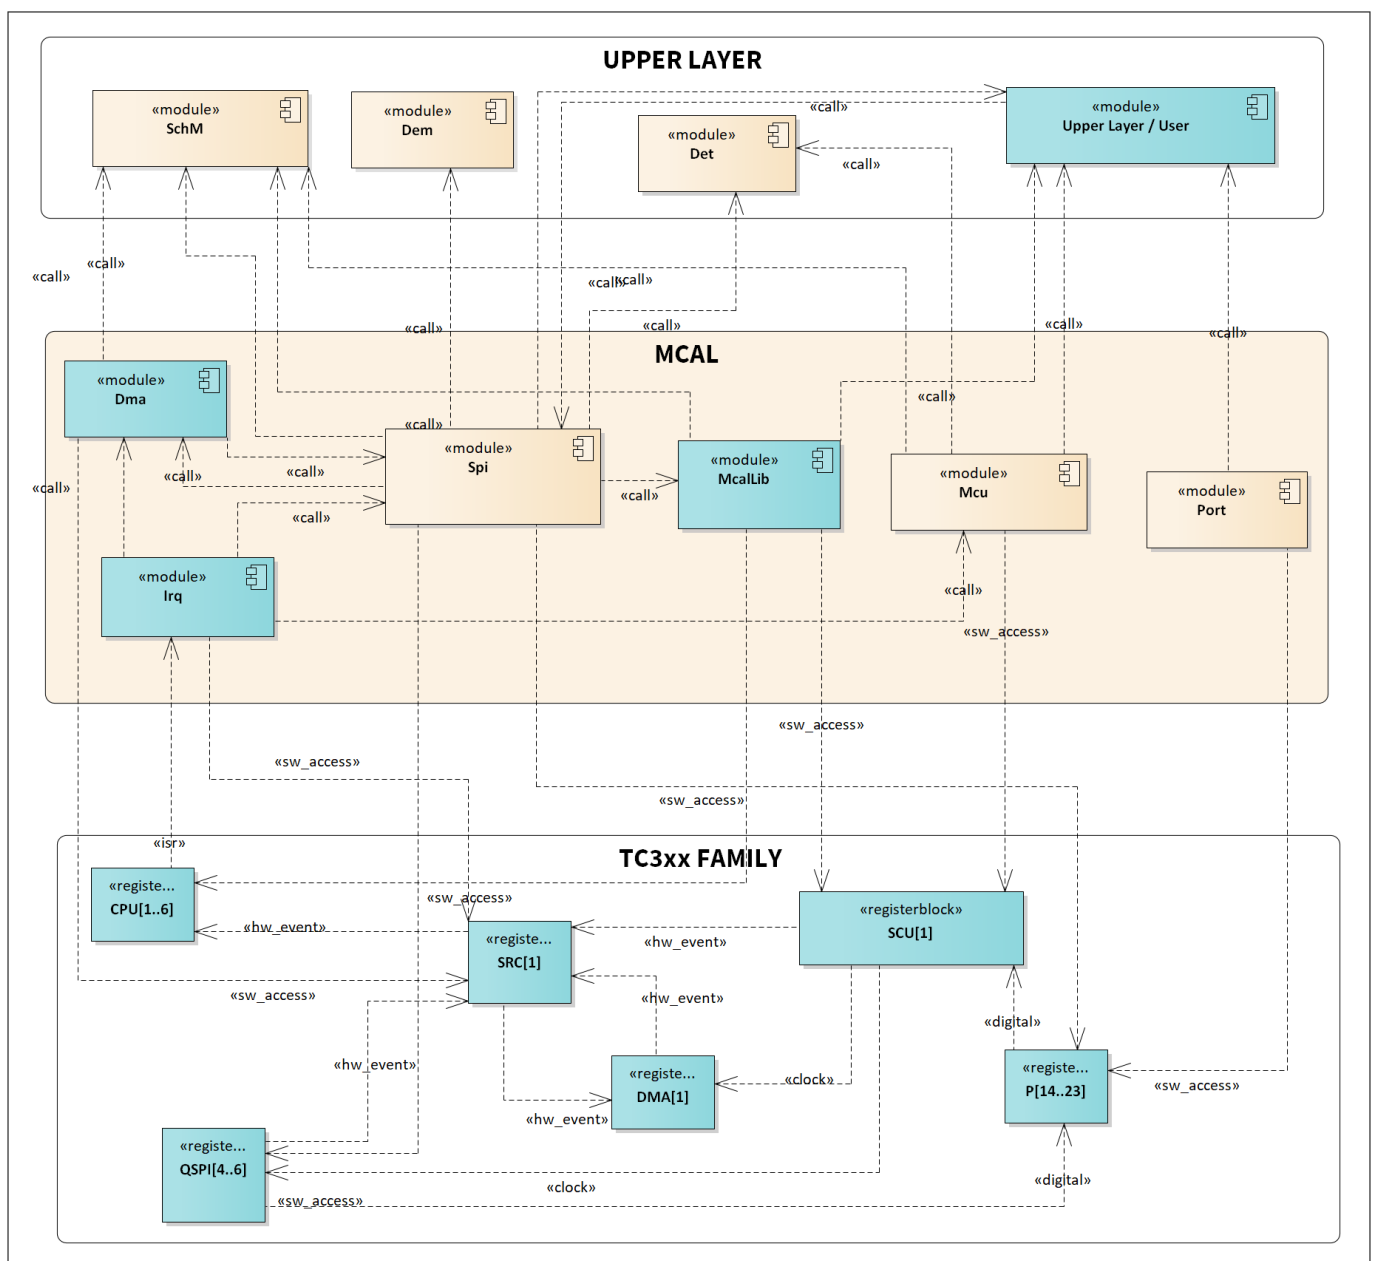 UPPER LAYER
«module»
SchM
«module»
Dem
«module»
Det
«module»
Upper Layer / User
«call»
«call»
«call»
«call»
«call»
«call»
«call»
«call»
«call»
«call»
MCAL
«module»
Dma
«call»
«call»
«module»
Spi
«module»
McalLib
«module»
Mcu
«module»
Port
«call»
«call»
«call»
«call»
«call»
«module»
Irq
«call»
«sw_access»
«sw_access»
«sw_access»
«sw_access»
«isr»
TC3xx FAMILY
«registe...
CPU[1..6]
«sw_access»
«hw_event»
«registe...
SRC[1]
«hw_event»
«registerblock»
SCU[1]
«sw_access»
«hw_event»
«digital»
«hw_event»
«registe...
DMA[1]
«clock»
«registe...
P[14..23]
«sw_access»
«hw_event»
«registe...
QSPI[4..6]
«clock»
«sw_access»
«digital»